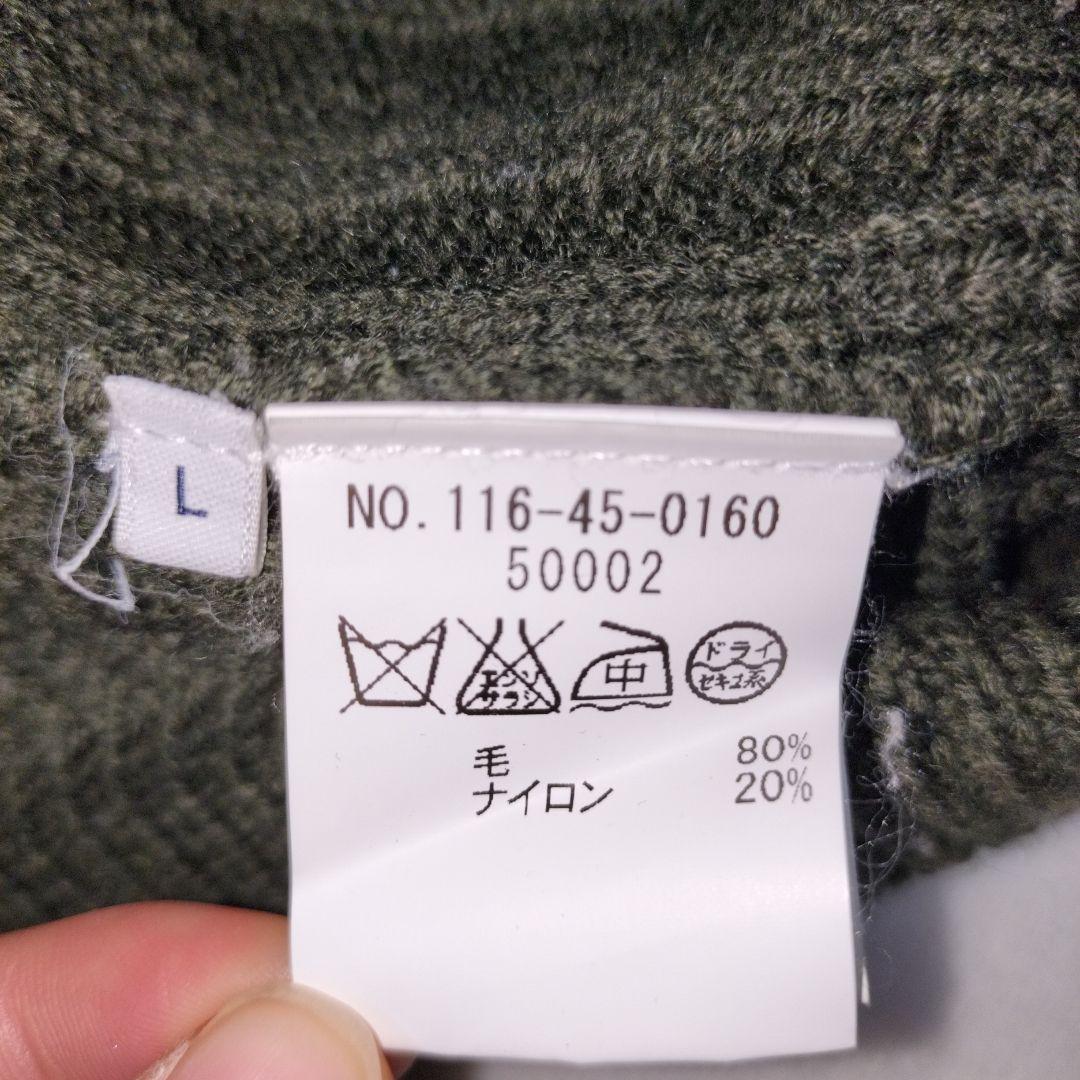 L
NO. 116-45-0160
50002
エンソ
サラシ
中
ドライ
セキユ系
毛 80%
ナイロン 20%